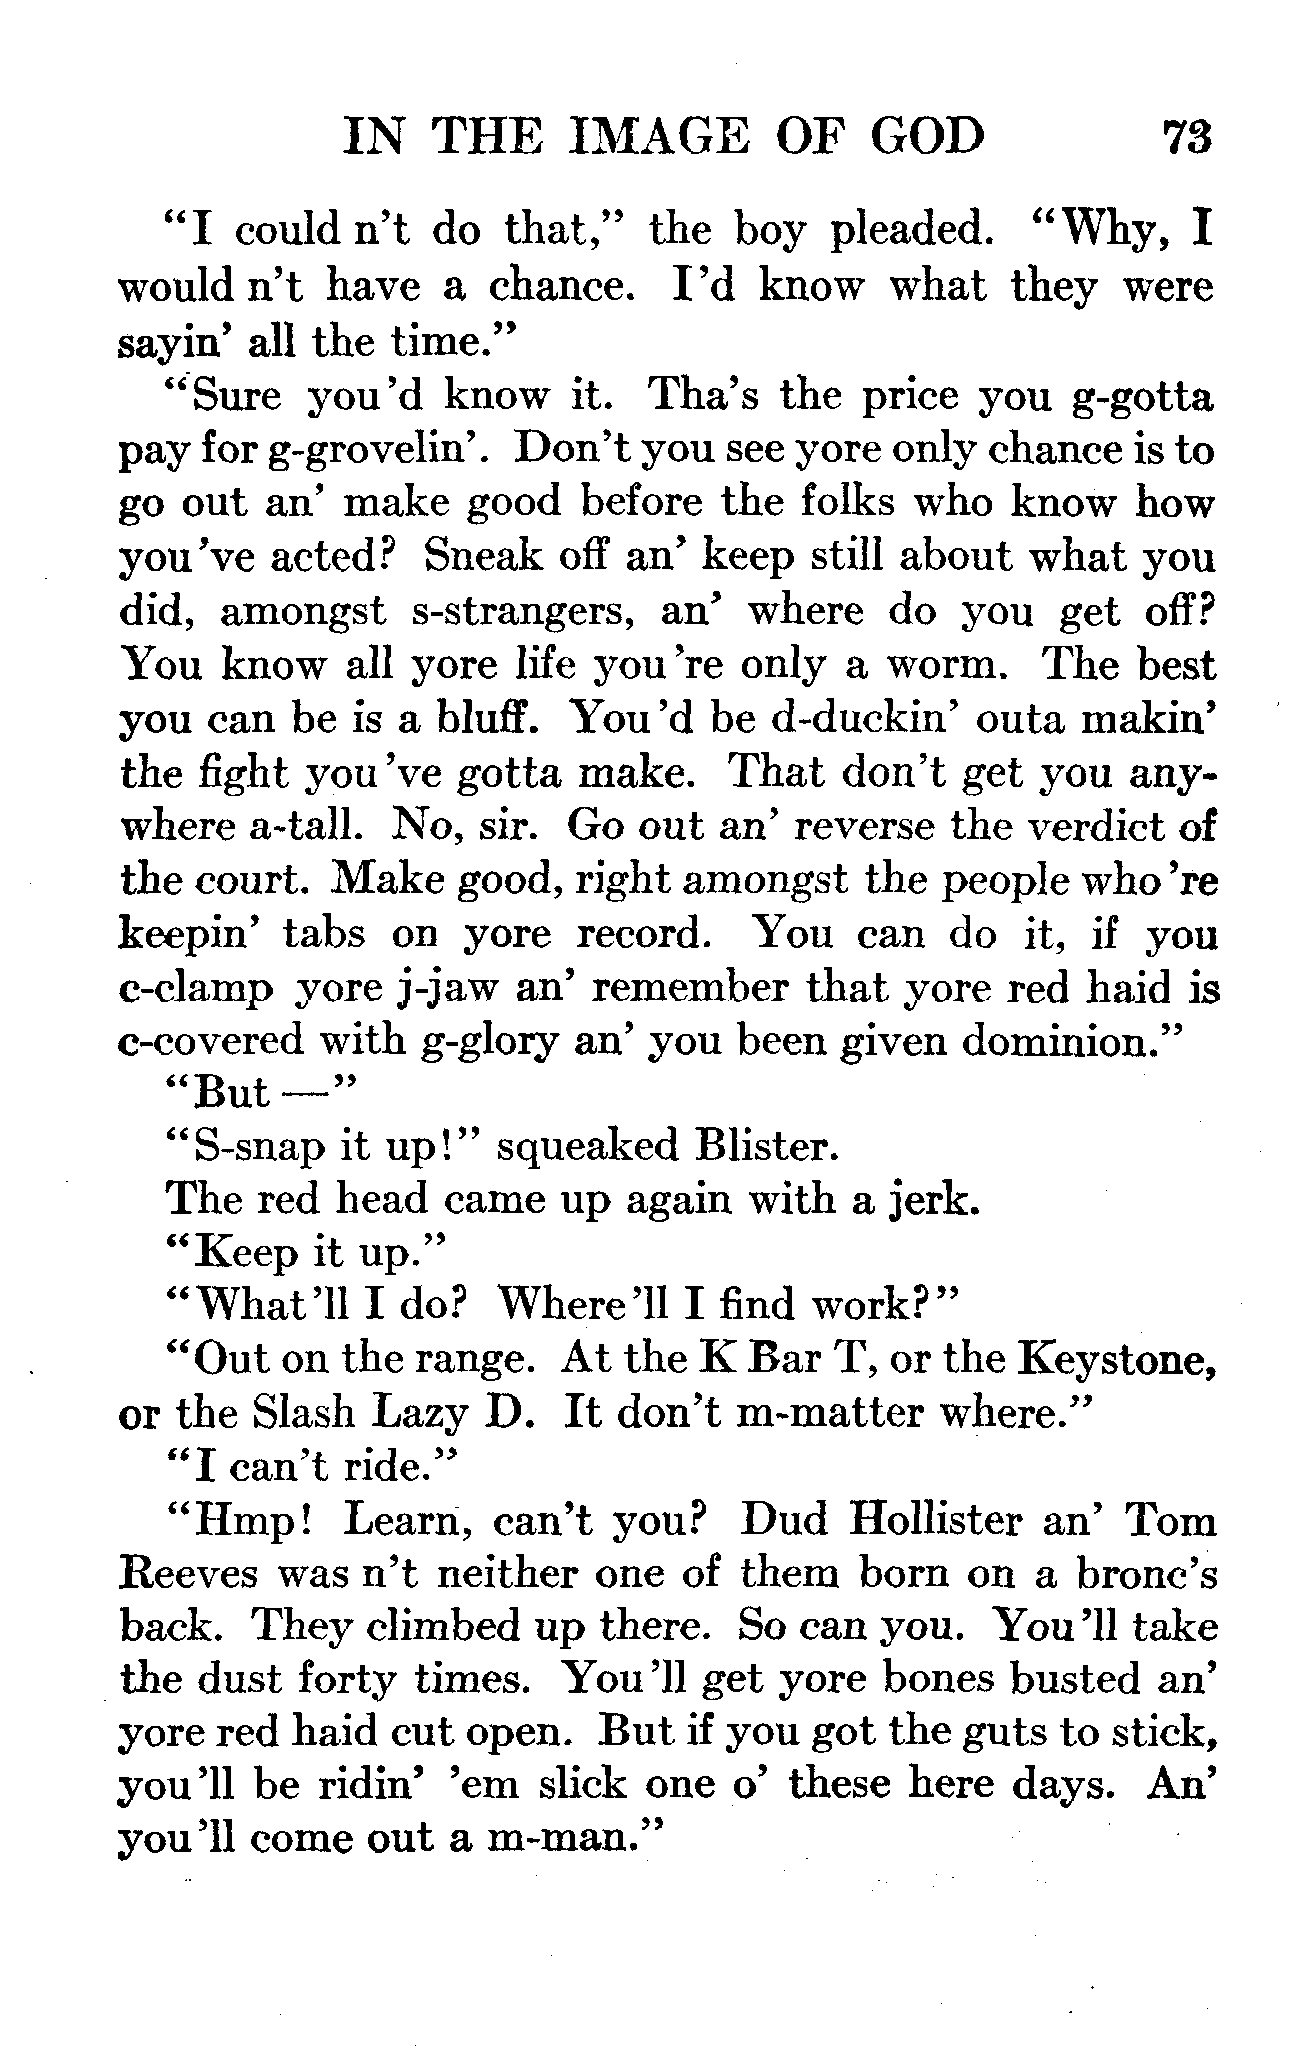 IN THE IMAGE OF GOD 73
"I could n't do that," the boy pleaded. "Why, I
would n't have a chance. I'd know what they were
sayin' all the time."
"Sure you'd know it. Tha's the price you g-gotta
pay for g-grovelin'. Don't you see yore only chance is to
go out an' make good before the folks who know how
you've acted? Sneak off an' keep still about what you
did, amongst s-strangers, an' where do you get off?
You know all yore life you're only a worm. The best
you can be is a bluff. You'd be d-duckin' outa makin'
the fight you've gotta make. That don't get you any-
where a-tall. No, sir. Go out an' reverse the verdict of
the court. Make good, right amongst the people who're
keepin' tabs on yore record. You can do it, if you
c-clamp yore j-jaw an' remember that yore red haid is
c-covered with g-glory an' you been given dominion."
"But —"
"S-snap it up!" squeaked Blister.
The red head came up again with a jerk.
"Keep it up."
"What'll I do? Where'll I find work?"
"Out on the range. At the K Bar T, or the Keystone,
or the Slash Lazy D. It don't m-matter where."
"I can't ride."
"Hmp! Learn, can't you? Dud Hollister an' Tom
Reeves was n't neither one of them born on a bronc's
back. They climbed up there. So can you. You'll take
the dust forty times. You'll get yore bones busted an'
yore red haid cut open. But if you got the guts to stick,
you'll be ridin' 'em slick one o' these here days. An'
you'll come out a m-man."